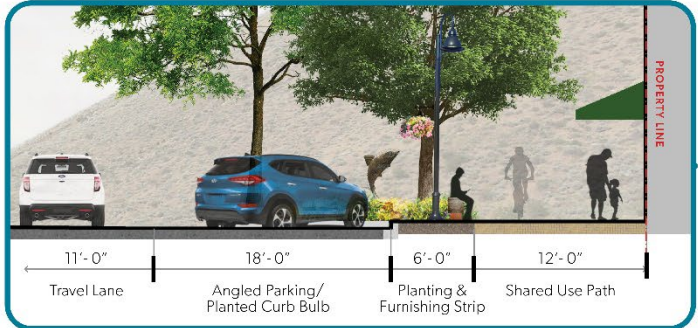 PROPERTY LINE
11'- 0"
18'- 0"
6'- 0"
12'- 0"
Travel Lane
Angled Parking/
Planted Curb Bulb
Planting &
Furnishing Strip
Shared Use Path